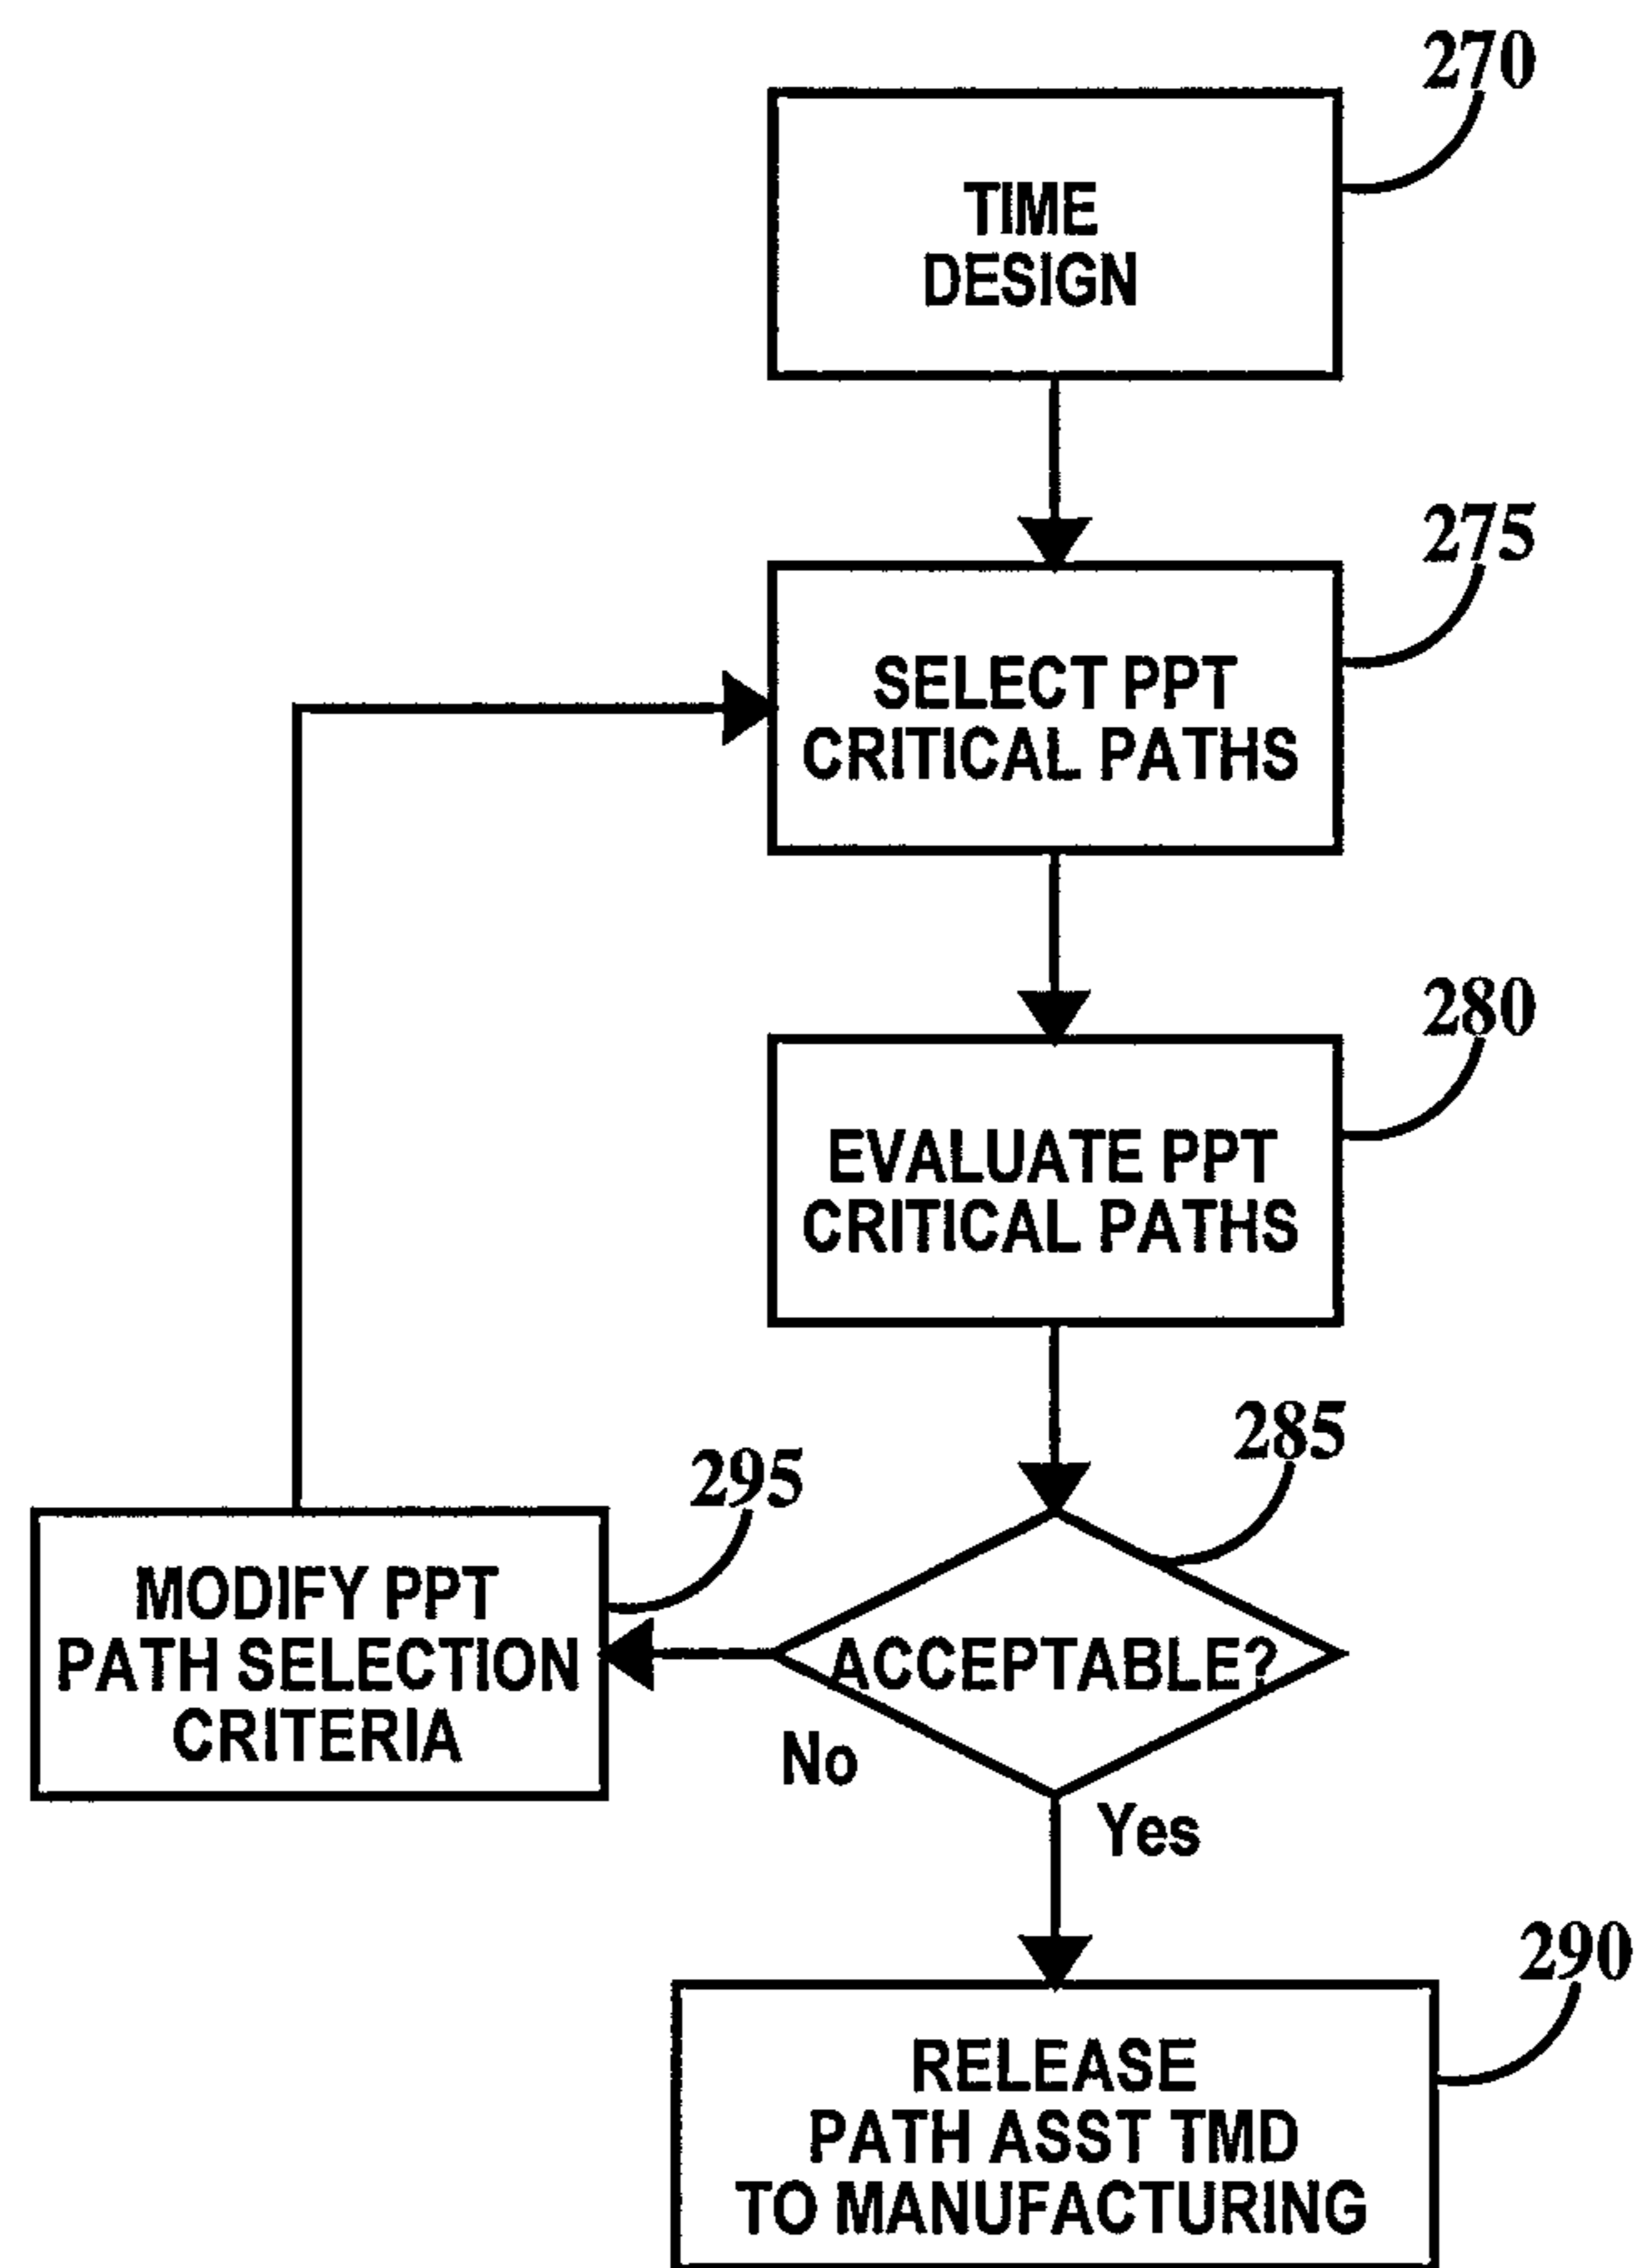 270
TIME
DESIGN
275
SELECT PPT
CRITICAL PATHS
280
EVALUATE PPT
CRITICAL PATHS
285
295
MODIFY PPT
PATH SELECTION
CRITERIA
ACCEPTABLE?
No
Yes
290
RELEASE
PATH ASST TMD
TO MANUFACTURING